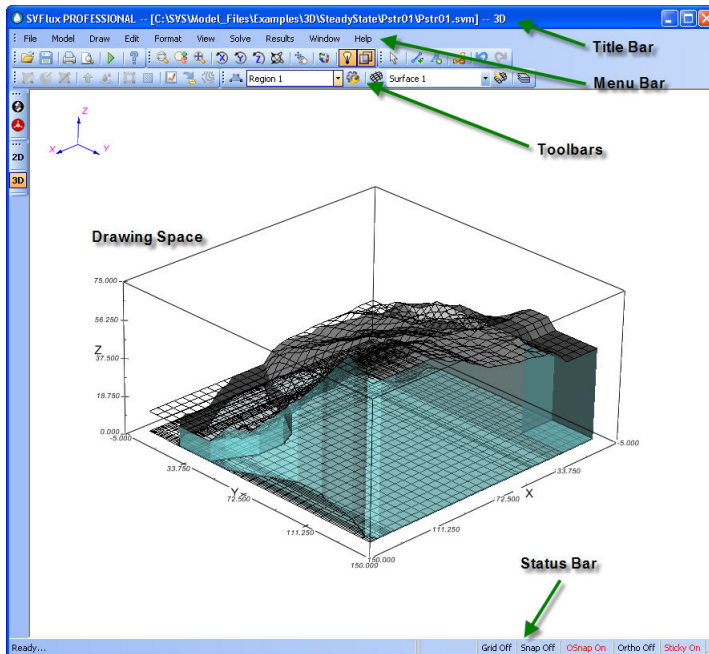 SVFlux PROFESSIONAL -- [C:\SVS\Model_Files\Examples\3D\SteadyState\Pstr01\Pstr01.svm] -- 3D
Title Bar
File Model Draw Edit Format View Solve Results Window Help
Menu Bar
Region 1 Surface 1
Toolbars
2D
3D
Z
X Y
Drawing Space
75.000
56.250
Z
37.500
18.750
0.000
-5.000
-5.000
33.750
33.750
Y
X
72.500
72.500
111.250
111.250
150.000
150.000
Status Bar
Ready... Grid Off Snap Off OSnap On Ortho Off Sticky On